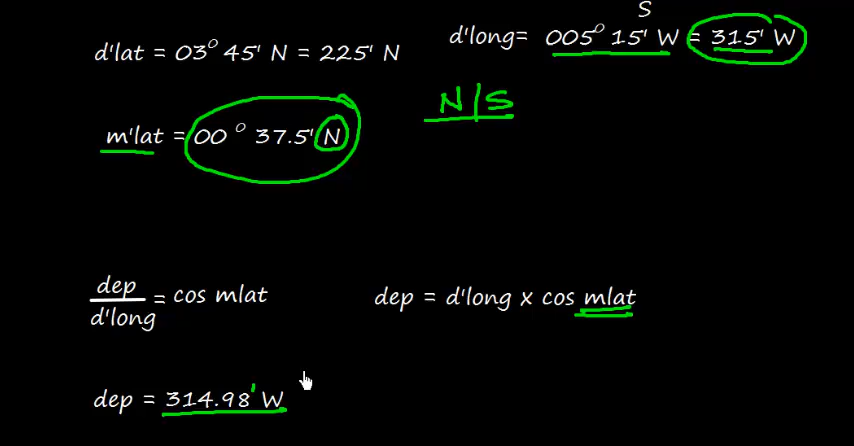 S
d'lat = 03° 45' N = 225' N
d'long= 005° 15' W = 315' W
N|S
m'lat = 00 ° 37.5' N
dep
d'long
= cos mlat
dep = d'long x cos mlat
dep = 314.98' W